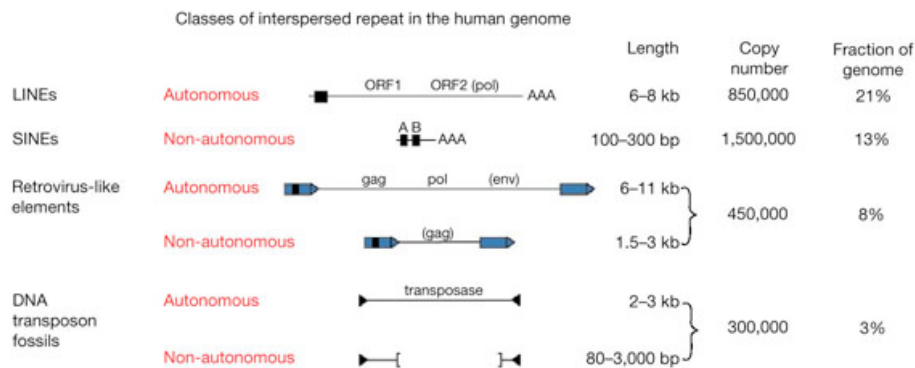 Classes of interspersed repeat in the human genome
Length Copy number Fraction of genome
LINEs Autonomous ORF1 ORF2 (pol) AAA 6–8 kb 850,000 21%
SINEs Non-autonomous A B AAA 100–300 bp 1,500,000 13%
Retrovirus-like elements Autonomous gag pol (env) 6–11 kb
450,000 8%
Non-autonomous (gag) 1.5–3 kb
DNA transposon fossils Autonomous transposase 2–3 kb
300,000 3%
Non-autonomous 80–3,000 bp